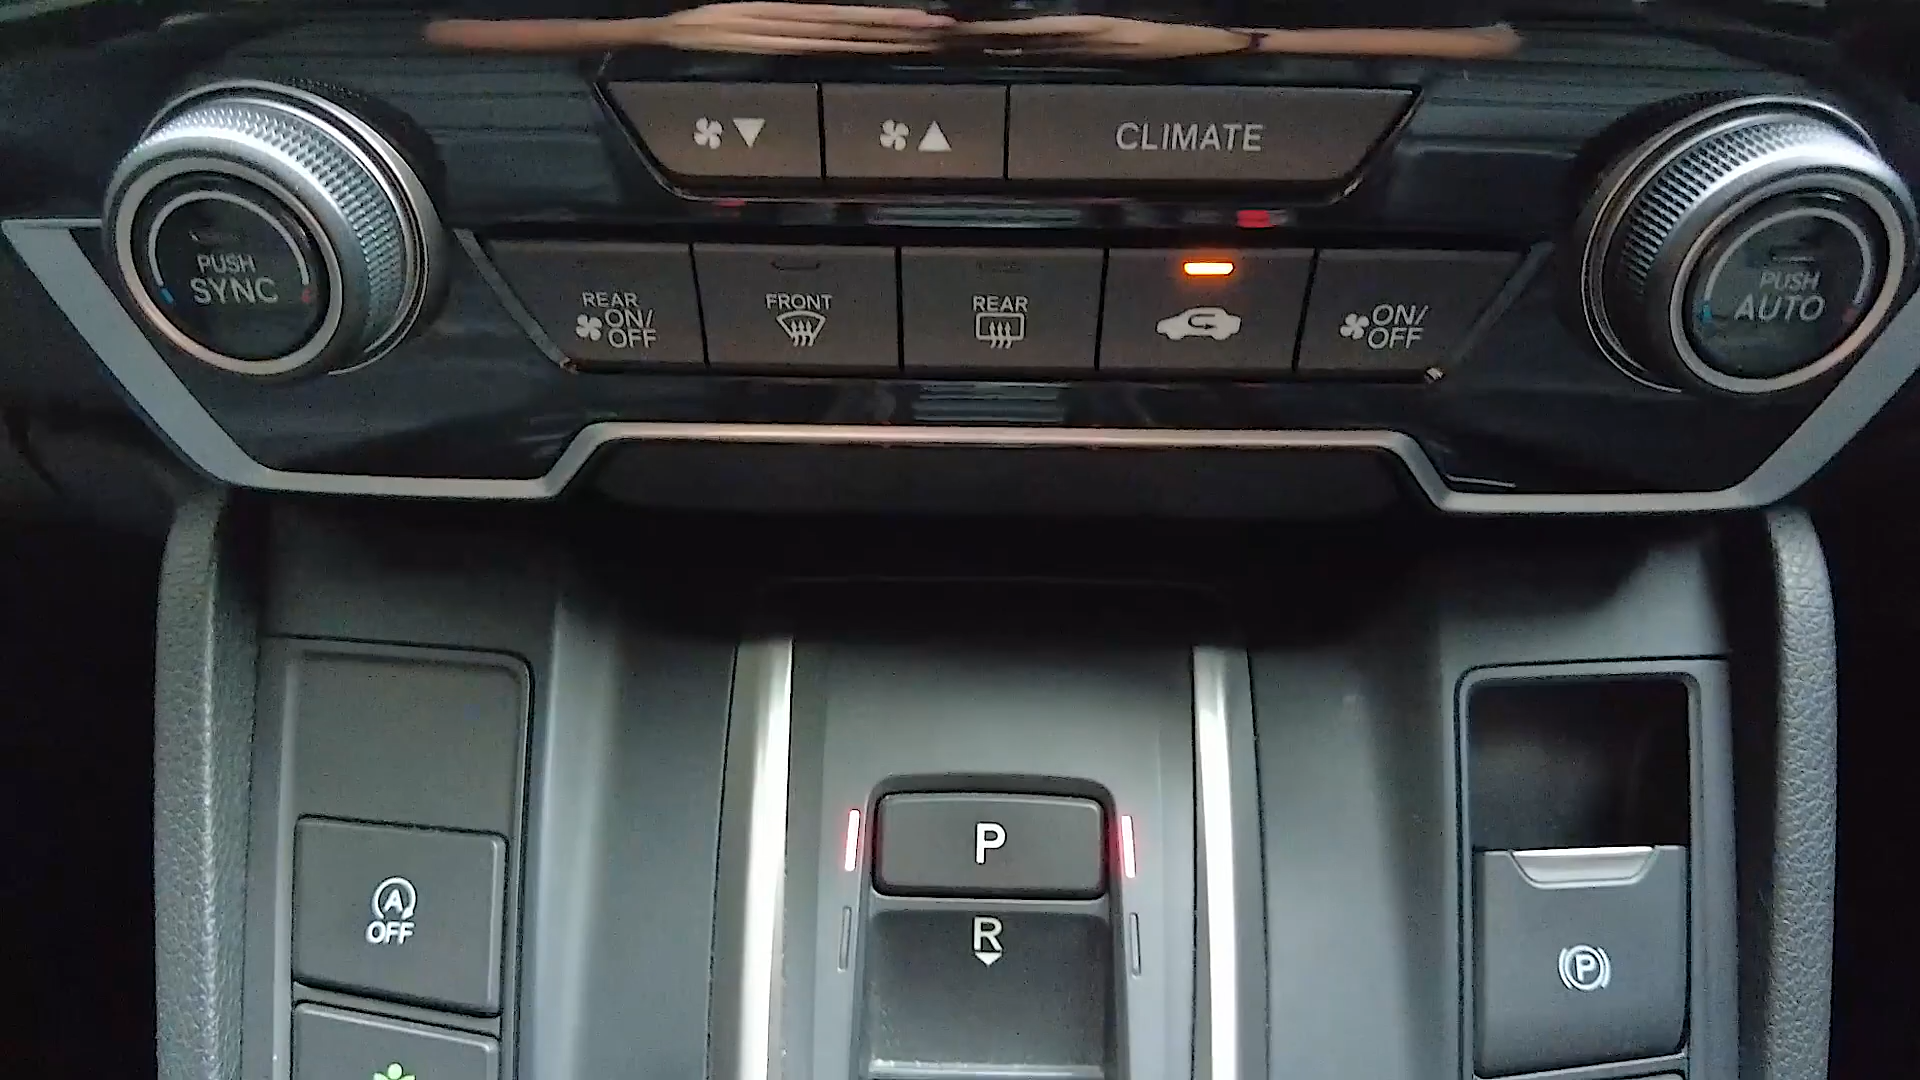 CLIMATE
PUSH
SYNC
REAR
ON/
OFF
FRONT
REAR
ON/
OFF
PUSH
AUTO
A
OFF
P
R
P